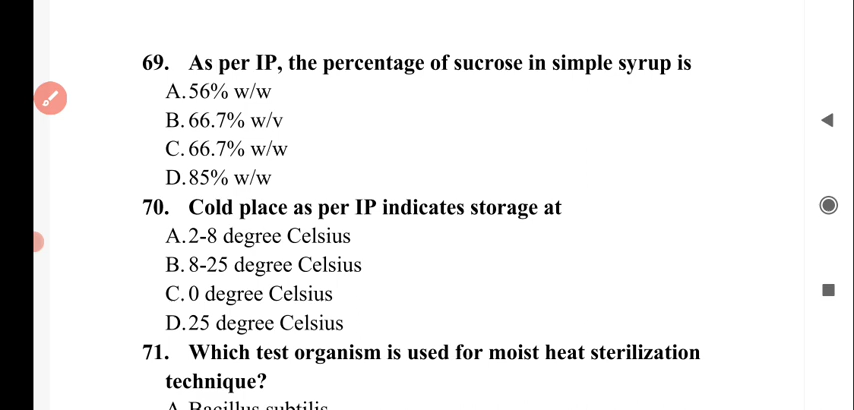 69. As per IP, the percentage of sucrose in simple syrup is
A. 56% w/w
B. 66.7% w/v
C. 66.7% w/w
D. 85% w/w
70. Cold place as per IP indicates storage at
A. 2-8 degree Celsius
B. 8-25 degree Celsius
C. 0 degree Celsius
D. 25 degree Celsius
71. Which test organism is used for moist heat sterilization
technique?
A. Bacillus subtilis